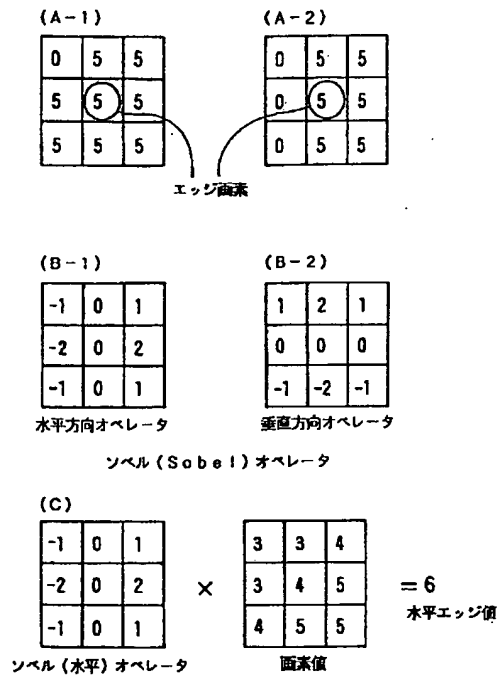 (A-1) (A-2)
0 5 5 0 5 5
5 5 5 0 5 5
5 5 5 0 5 5
エッジ画素
(B-1) (B-2)
-1 0 1 1 2 1
-2 0 2 0 0 0
-1 0 1 -1 -2 -1
水平方向オペレータ 垂直方向オペレータ
ソベル(Sobel)オペレータ
(C)
-1 0 1 3 3 4
-2 0 2 × 3 4 5 =6
水平エッジ値
-1 0 1 4 5 5
ソベル(水平)オペレータ 画素値